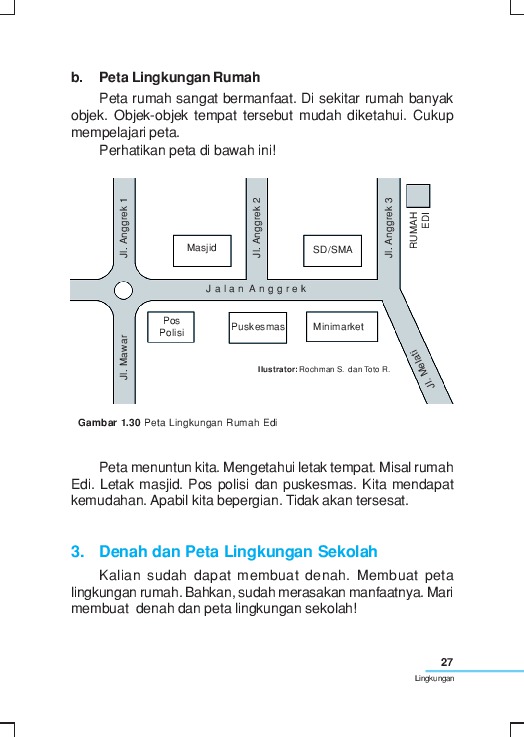 b. Peta Lingkungan Rumah
Peta rumah sangat bermanfaat. Di sekitar rumah banyak
objek. Objek-objek tempat tersebut mudah diketahui. Cukup
mempelajari peta.
Perhatikan peta di bawah ini!
Jl. Anggrek 1
Jl. Anggrek 2
Jl. Anggrek 3
RUMAH
EDI
Masjid
SD/SMA
Jalan Anggrek
Pos
Polisi
Puskesmas
Minimarket
Jl. Mawar
Jl. Melati
Ilustrator: Rochman S. dan Toto R.
Gambar 1.30 Peta Lingkungan Rumah Edi
Peta menuntun kita. Mengetahui letak tempat. Misal rumah
Edi. Letak masjid. Pos polisi dan puskesmas. Kita mendapat
kemudahan. Apabil kita bepergian. Tidak akan tersesat.
3. Denah dan Peta Lingkungan Sekolah
Kalian sudah dapat membuat denah. Membuat peta
lingkungan rumah. Bahkan, sudah merasakan manfaatnya. Mari
membuat denah dan peta lingkungan sekolah!
27
Lingkungan